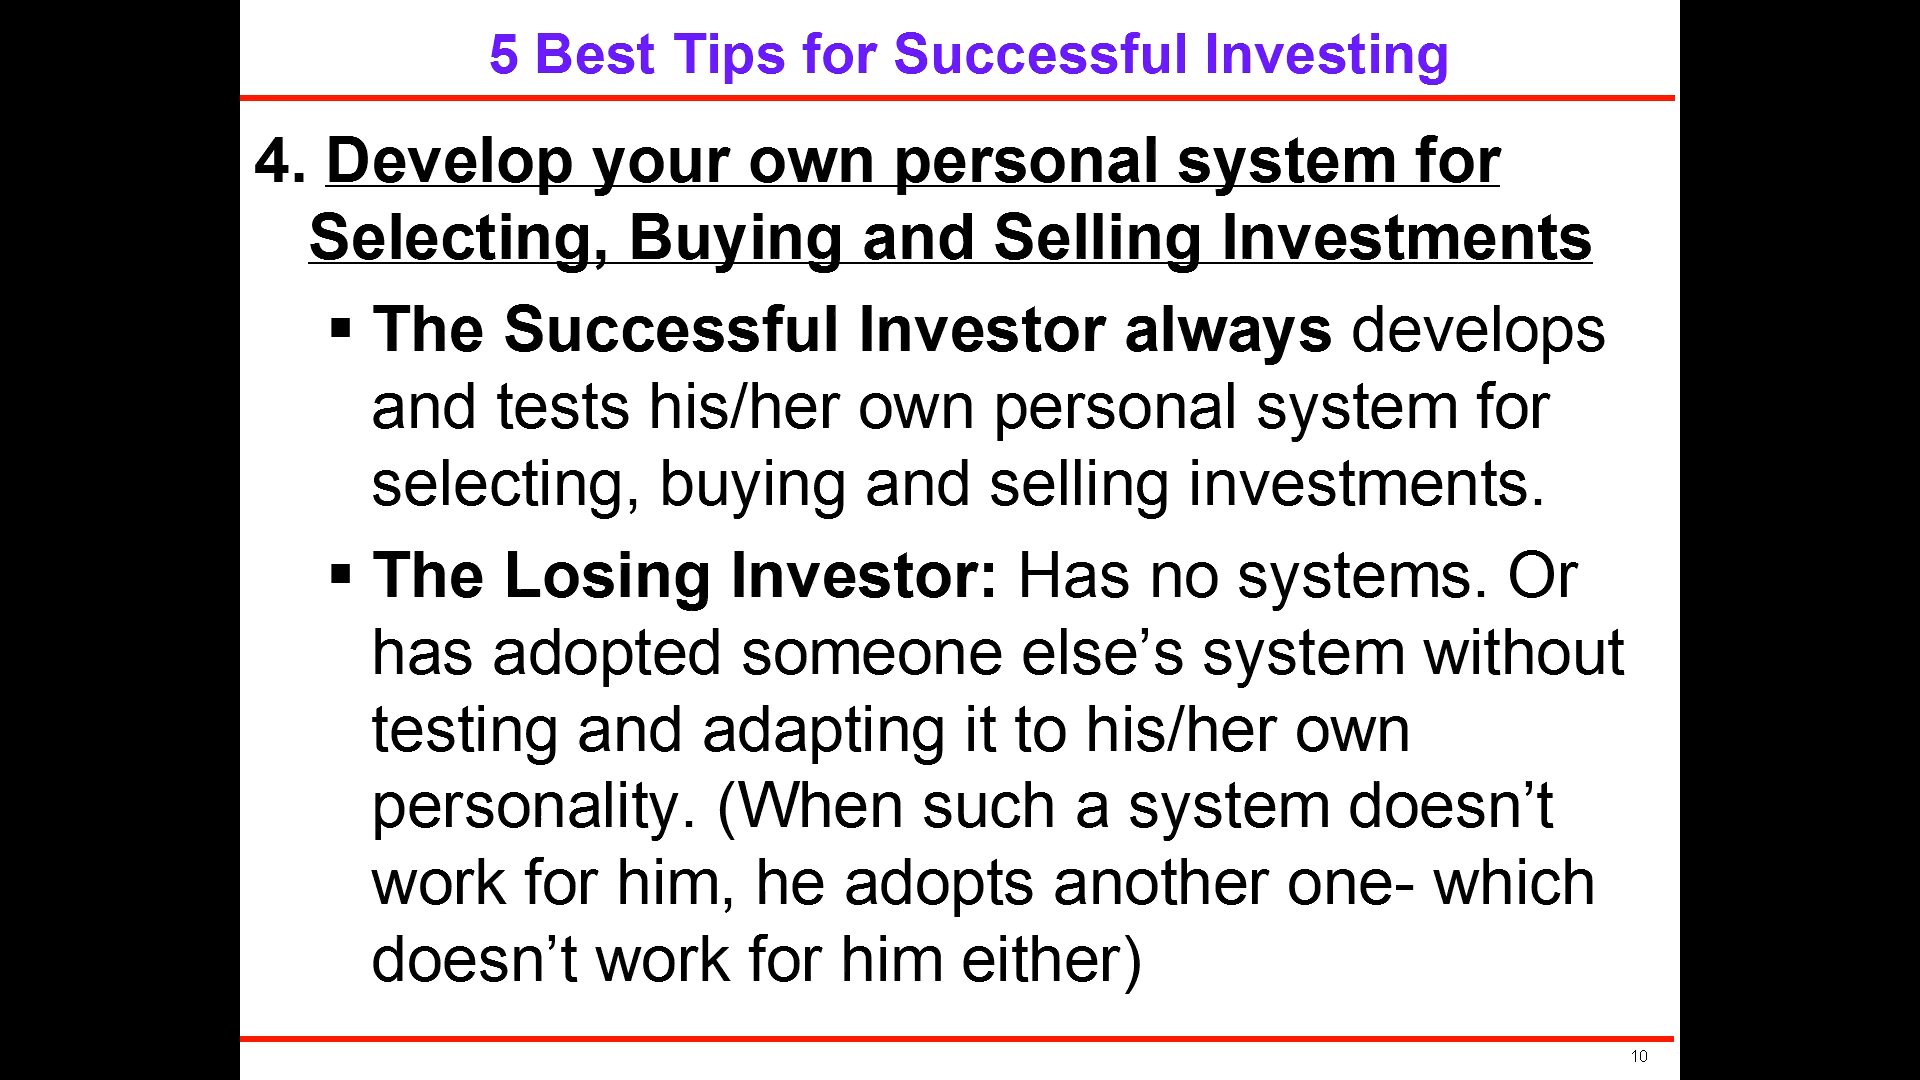 5 Best Tips for Successful Investing
4. Develop your own personal system for
Selecting, Buying and Selling Investments
▪ The Successful Investor always develops
and tests his/her own personal system for
selecting, buying and selling investments.
▪ The Losing Investor: Has no systems. Or
has adopted someone else’s system without
testing and adapting it to his/her own
personality. (When such a system doesn’t
work for him, he adopts another one- which
doesn’t work for him either)
10